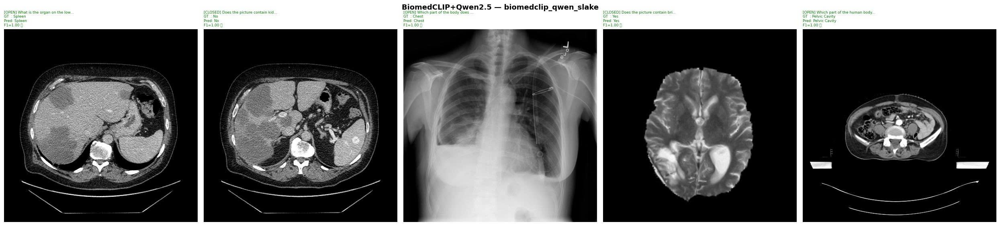 BiomedCLIP+Qwen2.5 — biomedclip_qwen_slake
[OPEN] What is the organ on the low...
GT : Spleen
Pred: Spleen
F1=1.00
[CLOSED] Does the picture contain kid...
GT : No
Pred: No
F1=1.00
[OPEN] Which part of the body does ...
GT : Chest
Pred: Chest
F1=1.00
[CLOSED] Does the picture contain bri...
GT : Yes
Pred: Yes
F1=1.00
[OPEN] Which part of the human body...
GT : Pelvic Cavity
Pred: Pelvic Cavity
F1=1.00